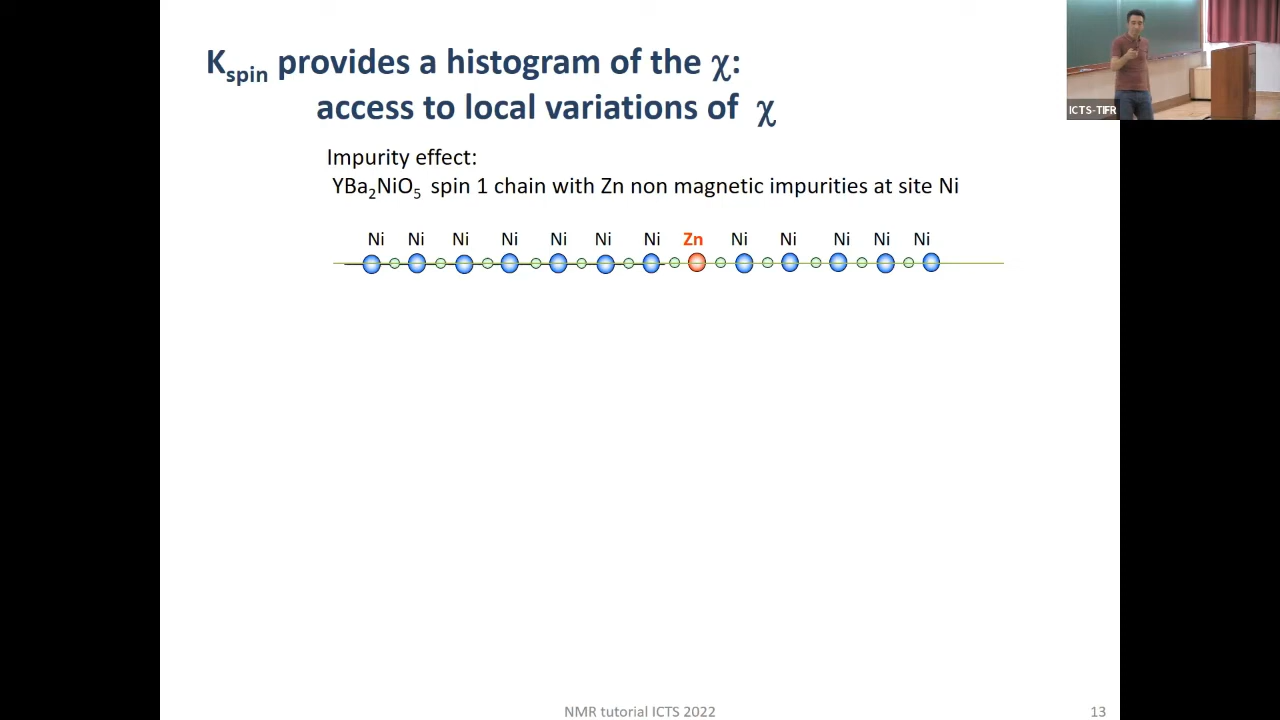 K_spin provides a histogram of the χ:
access to local variations of χ
Impurity effect:
YBa₂NiO₅ spin 1 chain with Zn non magnetic impurities at site Ni
Ni Ni Ni Ni Ni Ni Ni Zn Ni Ni Ni Ni Ni
NMR tutorial ICTS 2022
13
ICTS-TIFR